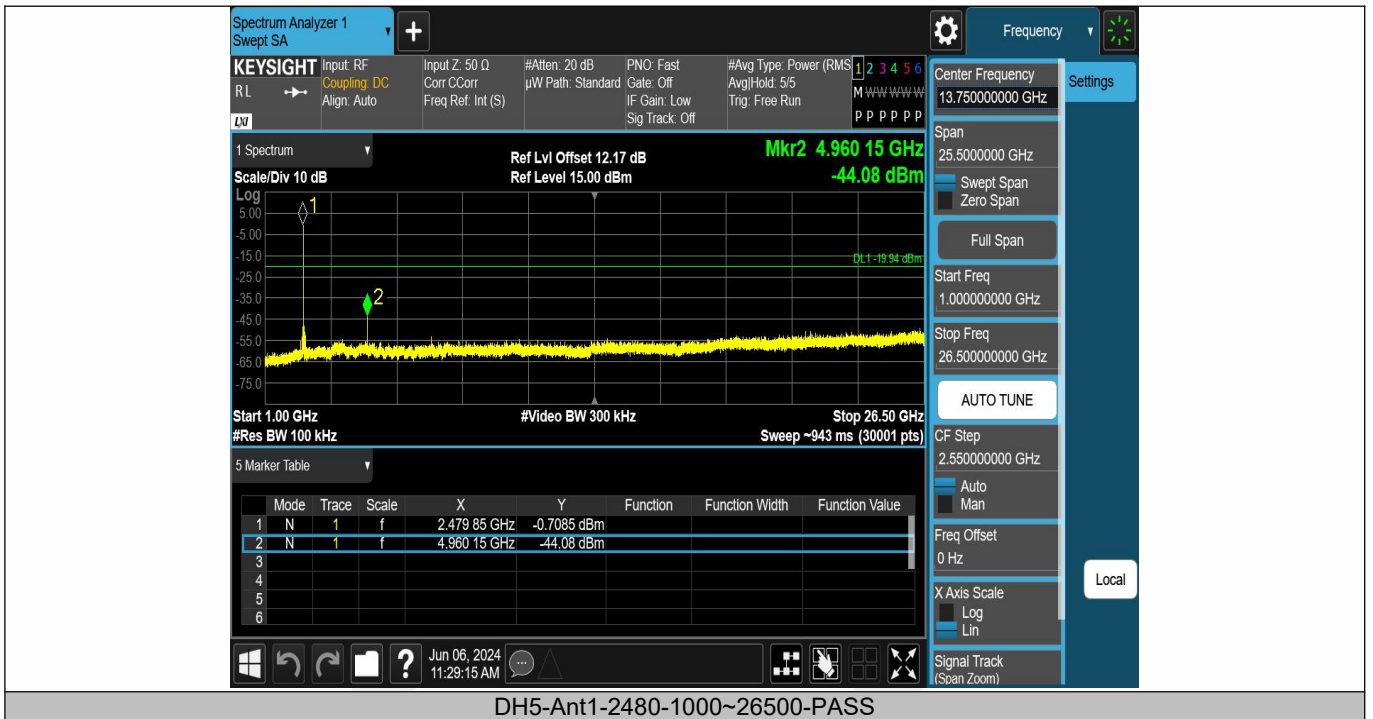 Spectrum Analyzer 1
Swept SA
+
Frequency
KEYSIGHT
RL
LXI
Input: RF
Coupling: DC
Align: Auto
Input Z: 50 Ω
Corr CCorr
Freq Ref: Int (S)
#Atten: 20 dB
µW Path: Standard
PNO: Fast
Gate: Off
IF Gain: Low
Sig Track: Off
#Avg Type: Power (RMS
Avg|Hold: 5/5
Trig: Free Run
1 2 3 4 5 6
M W W W W W
P P P P P P
Center Frequency
13.750000000 GHz
Settings
Span
25.5000000 GHz
Swept Span
Zero Span
Full Span
Start Freq
1.000000000 GHz
Stop Freq
26.500000000 GHz
AUTO TUNE
CF Step
2.550000000 GHz
Auto
Man
Freq Offset
0 Hz
X Axis Scale
Log
Lin
Signal Track
(Span Zoom)
Local
1 Spectrum
Scale/Div 10 dB
Ref Lvl Offset 12.17 dB
Ref Level 15.00 dBm
Mkr2 4.960 15 GHz
-44.08 dBm
Log
5.00
-5.00
-15.0
-25.0
-35.0
-45.0
-55.0
-65.0
-75.0
1
2
DL1 -19.94 dBm
Start 1.00 GHz
#Video BW 300 kHz
Stop 26.50 GHz
#Res BW 100 kHz
Sweep ~943 ms (30001 pts)
5 Marker Table
Mode Trace Scale X Y Function Function Width Function Value
1 N 1 f 2.479 85 GHz -0.7085 dBm
2 N 1 f 4.960 15 GHz -44.08 dBm
3
4
5
6
?
Jun 06, 2024
11:29:15 AM
DH5-Ant1-2480-1000~26500-PASS